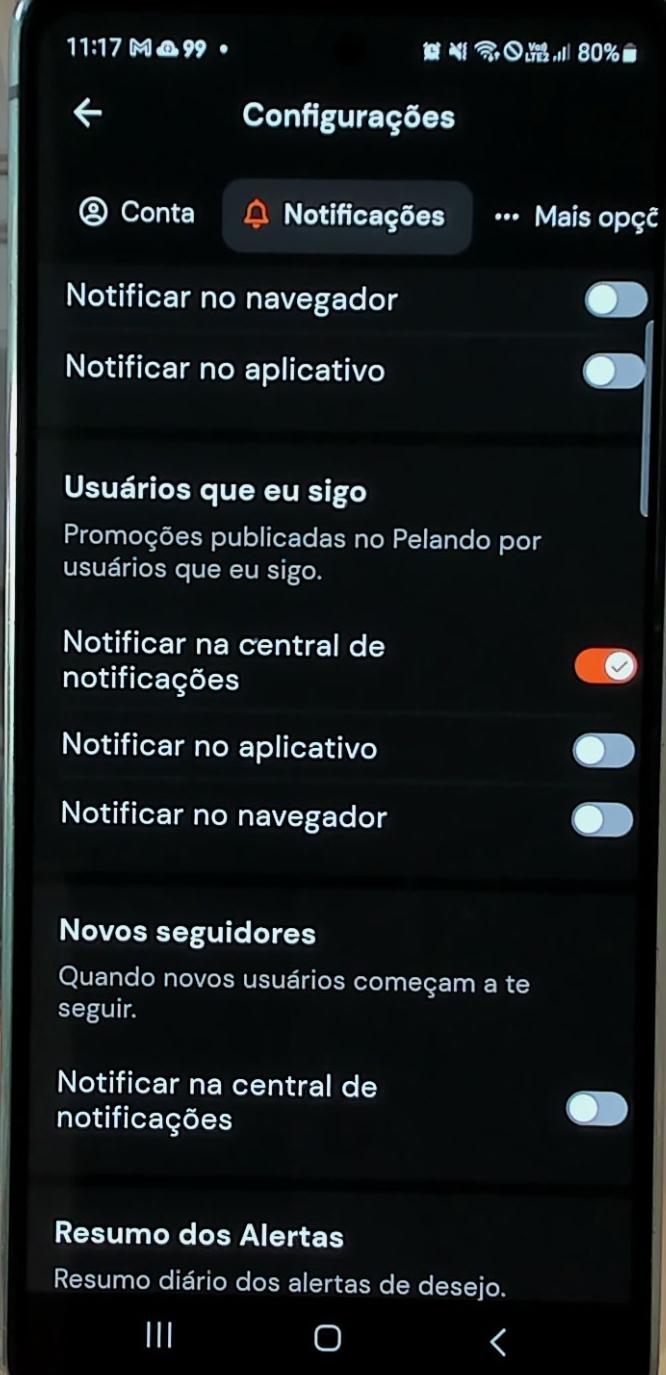 11:17 99
80%
Configurações
Conta
Notificações
Mais opçõ
Notificar no navegador
Notificar no aplicativo
Usuários que eu sigo
Promoções publicadas no Pelando por
usuários que eu sigo.
Notificar na central de
notificações
Notificar no aplicativo
Notificar no navegador
Novos seguidores
Quando novos usuários começam a te
seguir.
Notificar na central de
notificações
Resumo dos Alertas
Resumo diário dos alertas de desejo.